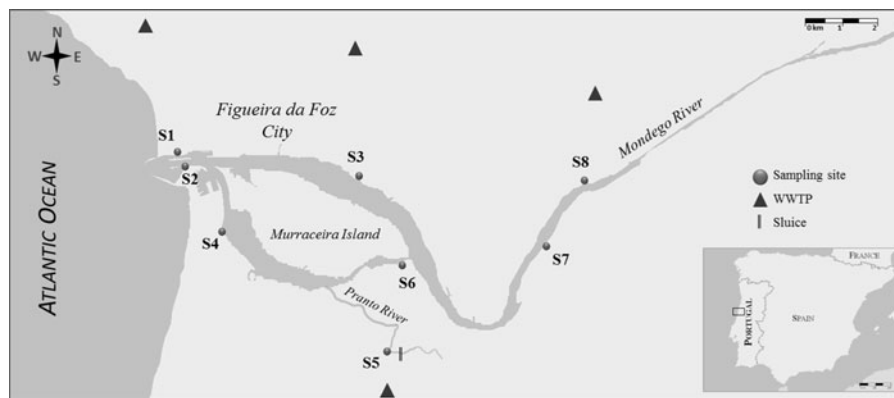 N
W E
S
0 km 1 2
Figueira da Foz
City
Mondego River
S1
S2
S3
S8
Sampling site
WWTP
Sluice
ATLANTIC OCEAN
S4
Murraceira Island
S7
S6
Pranto River
S5
FRANCE
PORTUGAL
SPAIN